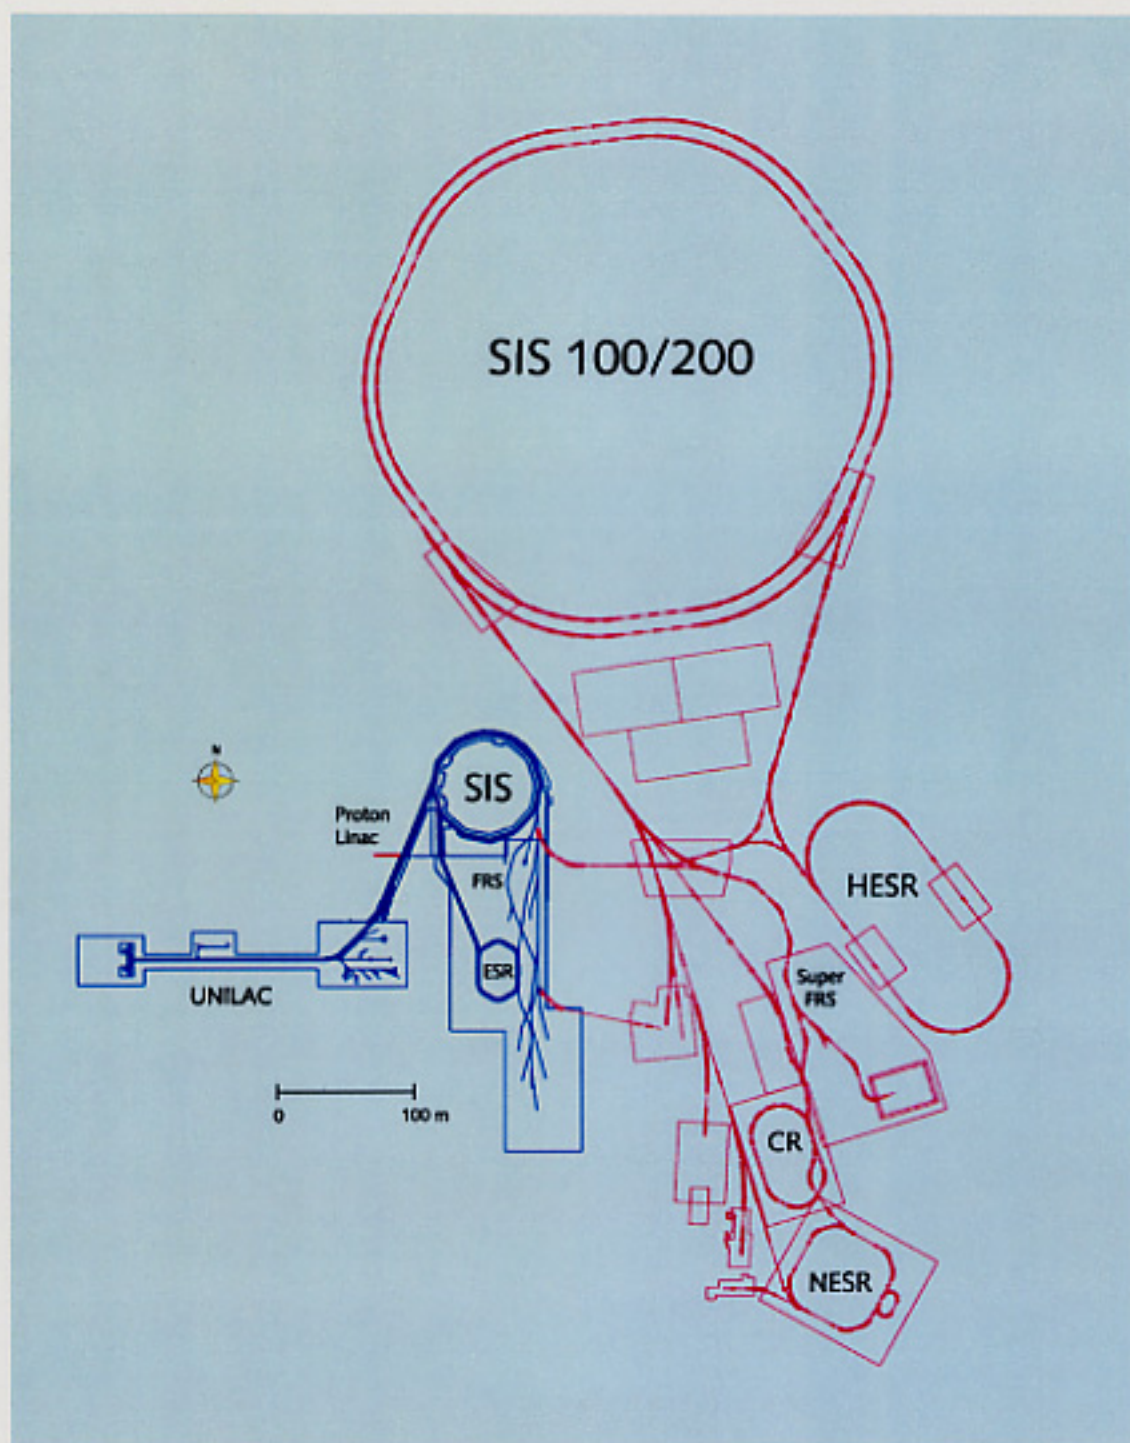 SIS 100/200
N
SIS
Proton
Linac
FRS
HESR
ESR
Super
FRS
UNILAC
0
100 m
CR
NESR